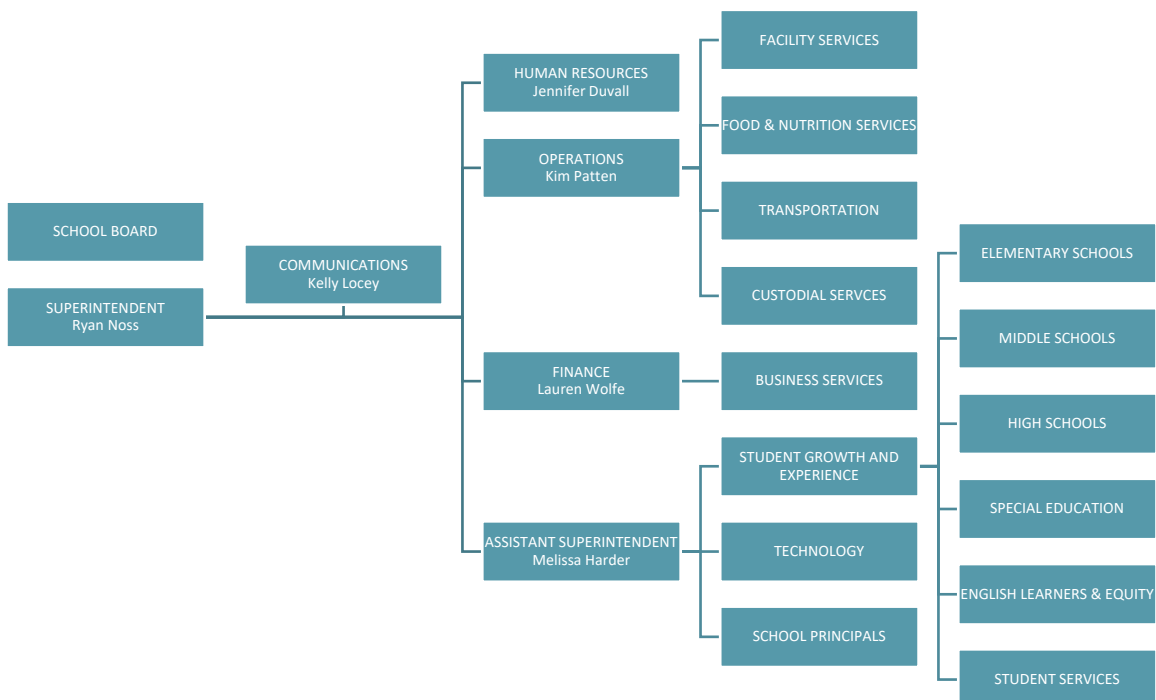 SCHOOL BOARD
SUPERINTENDENT
Ryan Noss
COMMUNICATIONS
Kelly Locey
HUMAN RESOURCES
Jennifer Duvall
OPERATIONS
Kim Patten
FACILITY SERVICES
FOOD & NUTRITION SERVICES
TRANSPORTATION
CUSTODIAL SERVCES
FINANCE
Lauren Wolfe
BUSINESS SERVICES
ASSISTANT SUPERINTENDENT
Melissa Harder
STUDENT GROWTH AND
EXPERIENCE
TECHNOLOGY
SCHOOL PRINCIPALS
ELEMENTARY SCHOOLS
MIDDLE SCHOOLS
HIGH SCHOOLS
SPECIAL EDUCATION
ENGLISH LEARNERS & EQUITY
STUDENT SERVICES